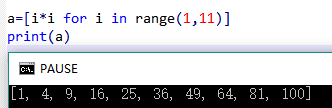 a=[i*i for i in range(1,11)]
print(a)
C:\. PAUSE
[1, 4, 9, 16, 25, 36, 49, 64, 81, 100]